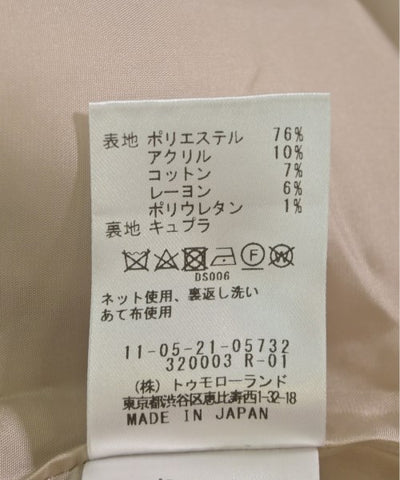 表地 ポリエステル 76%
アクリル 10%
コットン 7%
レーヨン 6%
ポリウレタン 1%
裏地 キュプラ
F W
DS006
ネット使用、裏返し洗い
あて布使用
11-05-21-05732
320003 R-01
(株) トゥモローランド
東京都渋谷区恵比寿西1-32-18
MADE IN JAPAN